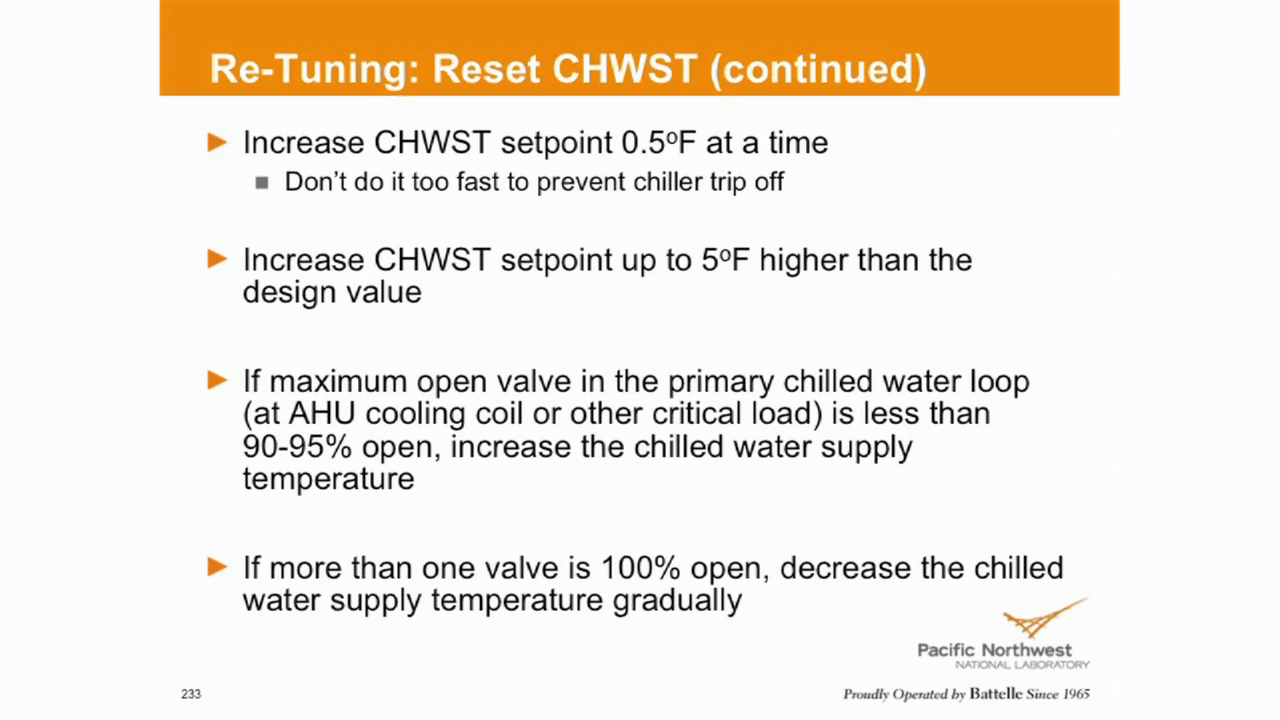 Re-Tuning: Reset CHWST (continued)
Increase CHWST setpoint 0.5ºF at a time
Don't do it too fast to prevent chiller trip off
Increase CHWST setpoint up to 5ºF higher than the
design value
If maximum open valve in the primary chilled water loop
(at AHU cooling coil or other critical load) is less than
90-95% open, increase the chilled water supply
temperature
If more than one valve is 100% open, decrease the chilled
water supply temperature gradually
Pacific Northwest
NATIONAL LABORATORY
233
Proudly Operated by Battelle Since 1965